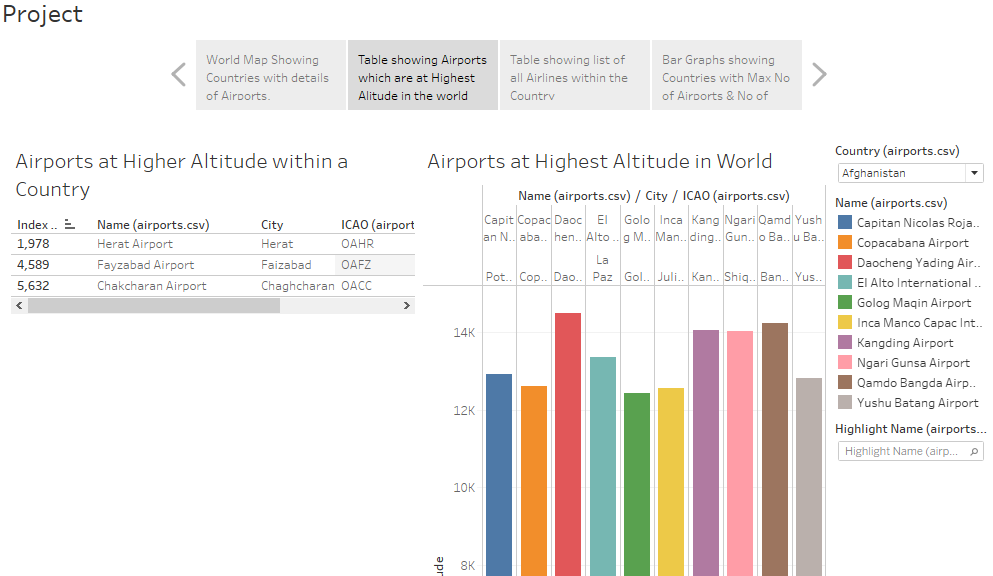 Project
World Map Showing
Countries with details
of Airports.
Table showing Airports
which are at Highest
Alitude in the world
Table showing list of
all Airlines within the
Country
Bar Graphs showing
Countries with Max No
of Airports & No of
Airports at Higher Altitude within a
Country
Index .. Name (airports.csv) City ICAO (airport
1,978 Herat Airport Herat OAHR
4,589 Fayzabad Airport Faizabad OAFZ
5,632 Chakcharan Airport Chaghcharan OACC
Airports at Highest Altitude in World
Name (airports.csv) / City / ICAO (airports.csv)
Capit Copac Daoc El Golo Inca Kang Ngari Qamd Yush
an N.. aba.. hen.. Alto .. g M.. Man.. ding.. Gun.. o Ba.. u Ba..
La
Pot.. Cop.. Dao.. Paz Gol.. Juli.. Kan.. Shiq.. Ban.. Yus..
14K
12K
10K
8K
ude
Country (airports.csv)
Afghanistan
Name (airports.csv)
Capitan Nicolas Roja..
Copacabana Airport
Daocheng Yading Air..
El Alto International ..
Golog Maqin Airport
Inca Manco Capac Int..
Kangding Airport
Ngari Gunsa Airport
Qamdo Bangda Airp..
Yushu Batang Airport
Highlight Name (airports...
Highlight Name (airp...